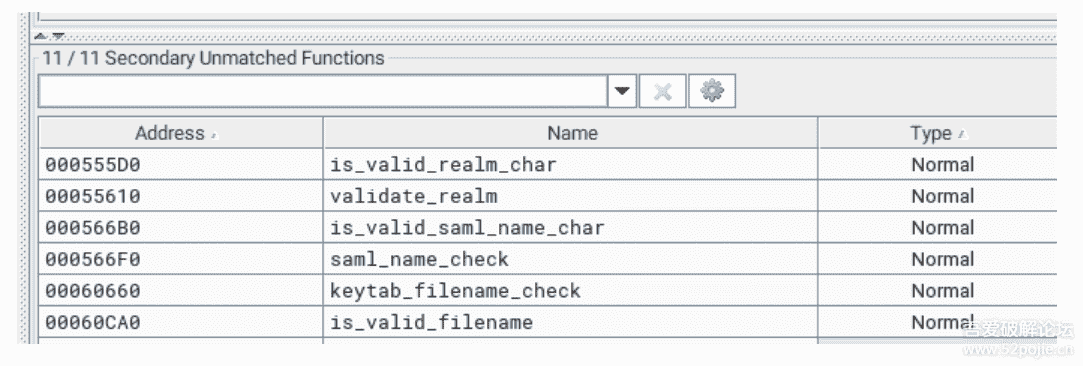 11 / 11 Secondary Unmatched Functions
Address Name Type
000555D0 is_valid_realm_char Normal
00055610 validate_realm Normal
000566B0 is_valid_saml_name_char Normal
000566F0 saml_name_check Normal
00060660 keytab_filename_check Normal
00060CA0 is_valid_filename Normal
吾爱破解论坛
www.52pojie.cn